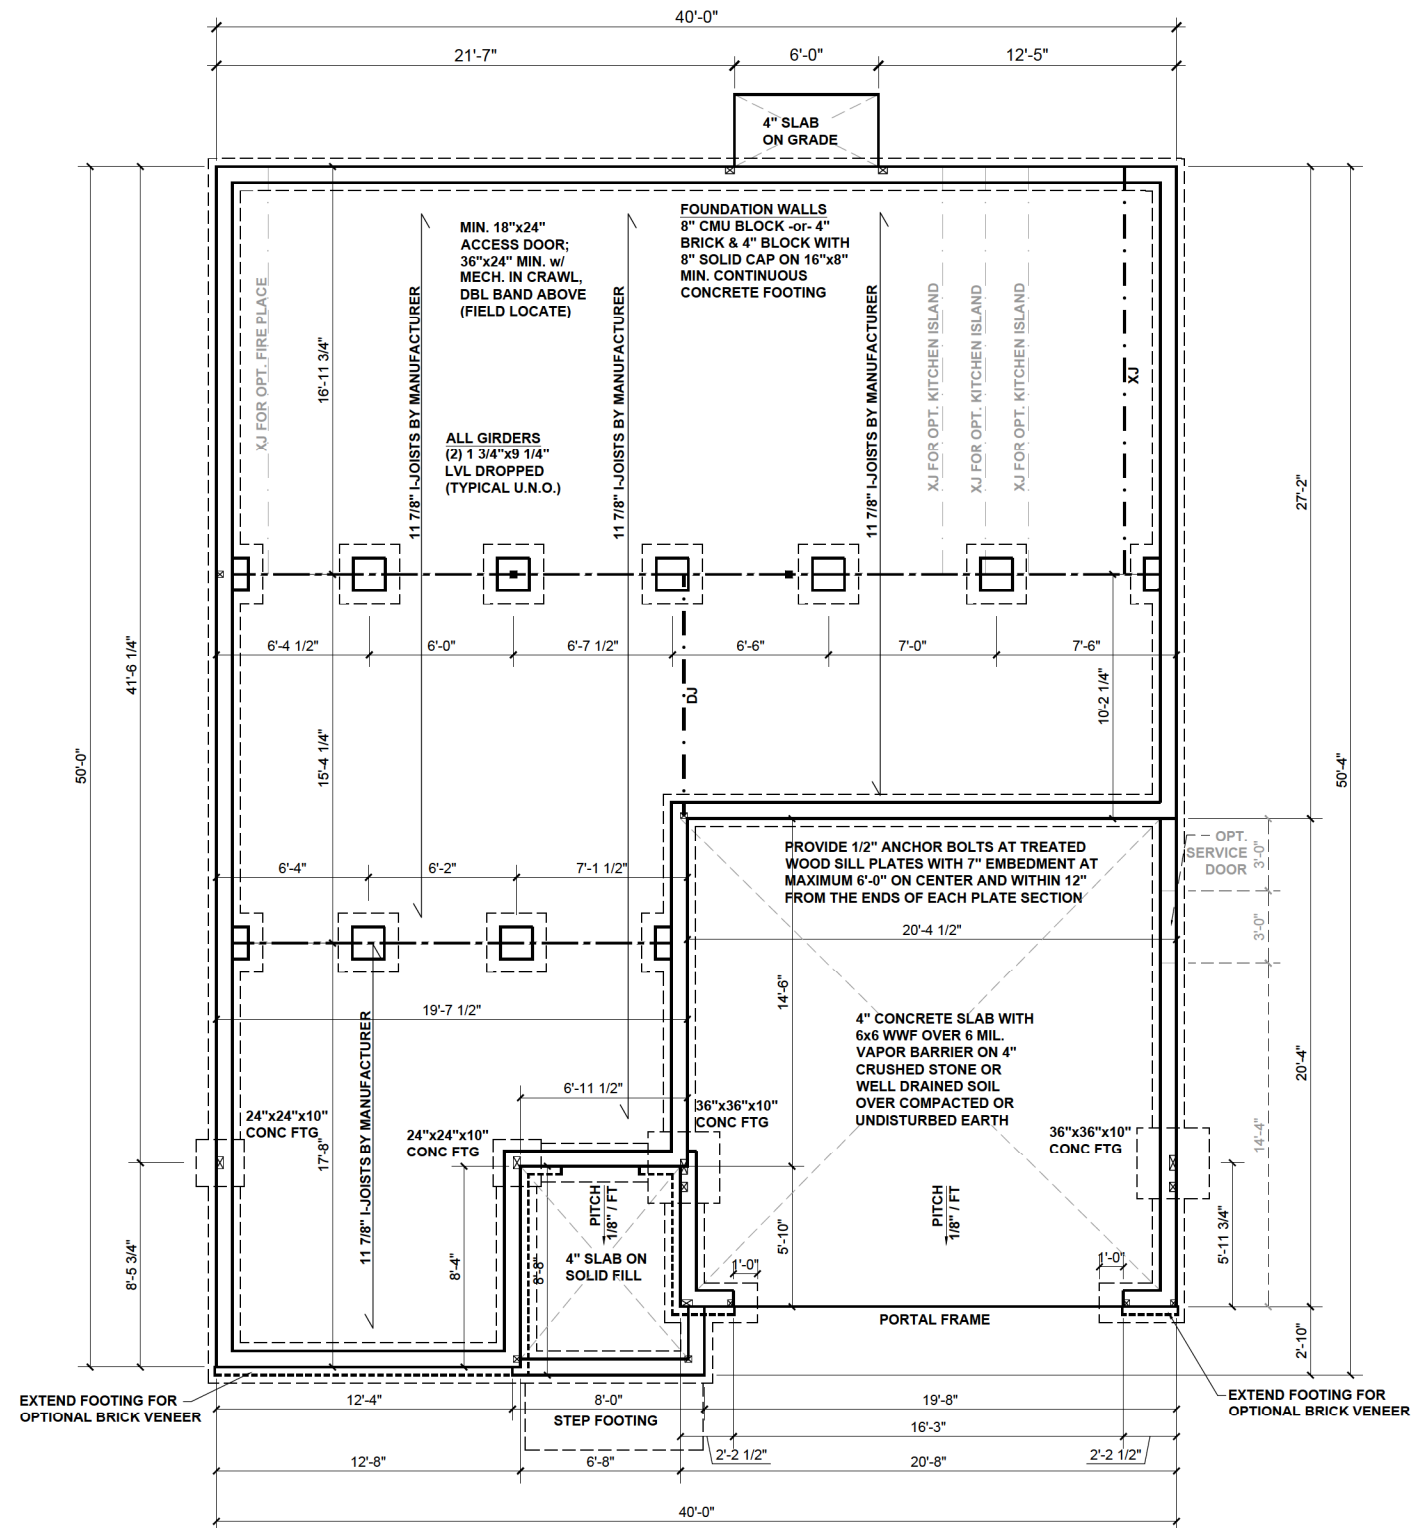 40'-0"
21'-7"
6'-0"
12'-5"
4" SLAB
ON GRADE
MIN. 18"x24"
ACCESS DOOR;
36"x24" MIN. w/
MECH. IN CRAWL,
DBL BAND ABOVE
(FIELD LOCATE)
FOUNDATION WALLS
8" CMU BLOCK -or- 4"
BRICK & 4" BLOCK WITH
8" SOLID CAP ON 16"x8"
MIN. CONTINUOUS
CONCRETE FOOTING
XJ FOR OPT. FIRE PLACE
16'-11 3/4"
11 7/8" I-JOISTS BY MANUFACTURER
11 7/8" I-JOISTS BY MANUFACTURER
11 7/8" I-JOISTS BY MANUFACTURER
XJ FOR OPT. KITCHEN ISLAND
XJ FOR OPT. KITCHEN ISLAND
XJ FOR OPT. KITCHEN ISLAND
XJ
ALL GIRDERS
(2) 1 3/4"x9 1/4"
LVL DROPPED
(TYPICAL U.N.O.)
27'-2"
6'-4 1/2"
6'-0"
6'-7 1/2"
6'-6"
7'-0"
7'-6"
41'-6 1/4"
DJ
10'-2 1/4"
50'-0"
15'-4 1/4"
50'-4"
PROVIDE 1/2" ANCHOR BOLTS AT TREATED
WOOD SILL PLATES WITH 7" EMBEDMENT AT
MAXIMUM 6'-0" ON CENTER AND WITHIN 12"
FROM THE ENDS OF EACH PLATE SECTION
OPT.
SERVICE
DOOR
3'-0"
6'-4"
6'-2"
7'-1 1/2"
20'-4 1/2"
3'-0"
14'-6"
19'-7 1/2"
4" CONCRETE SLAB WITH
6x6 WWF OVER 6 MIL.
VAPOR BARRIER ON 4"
CRUSHED STONE OR
WELL DRAINED SOIL
OVER COMPACTED OR
UNDISTURBED EARTH
20'-4"
6'-11 1/2"
11 7/8" I-JOISTS BY MANUFACTURER
24"x24"x10"
CONC FTG
17'-8"
24"x24"x10"
CONC FTG
36"x36"x10"
CONC FTG
36"x36"x10"
CONC FTG
14'-4"
PITCH
1/8" / FT
PITCH
1/8" / FT
5'-10"
5'-11 3/4"
8'-5 3/4"
8'-4"
8'-8"
4" SLAB ON
SOLID FILL
1'-0"
1'-0"
PORTAL FRAME
2'-10"
EXTEND FOOTING FOR
OPTIONAL BRICK VENEER
EXTEND FOOTING FOR
OPTIONAL BRICK VENEER
12'-4"
8'-0"
19'-8"
STEP FOOTING
16'-3"
2'-2 1/2"
2'-2 1/2"
12'-8"
6'-8"
20'-8"
40'-0"